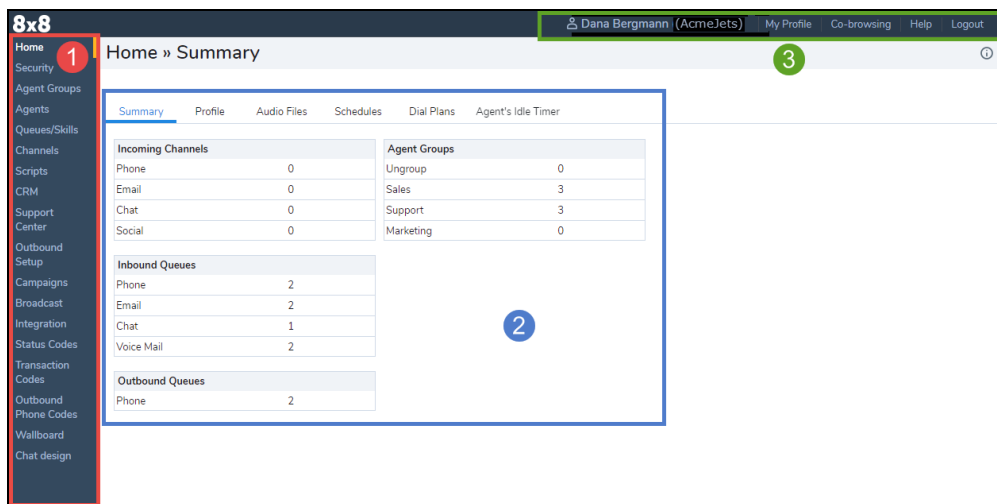 8x8
Dana Bergmann (AcmeJets) My Profile Co-browsing Help Logout
3
Home
1
Security
Agent Groups
Agents
Queues/Skills
Channels
Scripts
CRM
Support
Center
Outbound
Setup
Campaigns
Broadcast
Integration
Status Codes
Transaction
Codes
Outbound
Phone Codes
Wallboard
Chat design
Home » Summary
Summary Profile Audio Files Schedules Dial Plans Agent's Idle Timer
Incoming Channels
Phone 0
Email 0
Chat 0
Social 0
Agent Groups
Ungroup 0
Sales 3
Support 3
Marketing 0
Inbound Queues
Phone 2
Email 2
Chat 1
Voice Mail 2
2
Outbound Queues
Phone 2